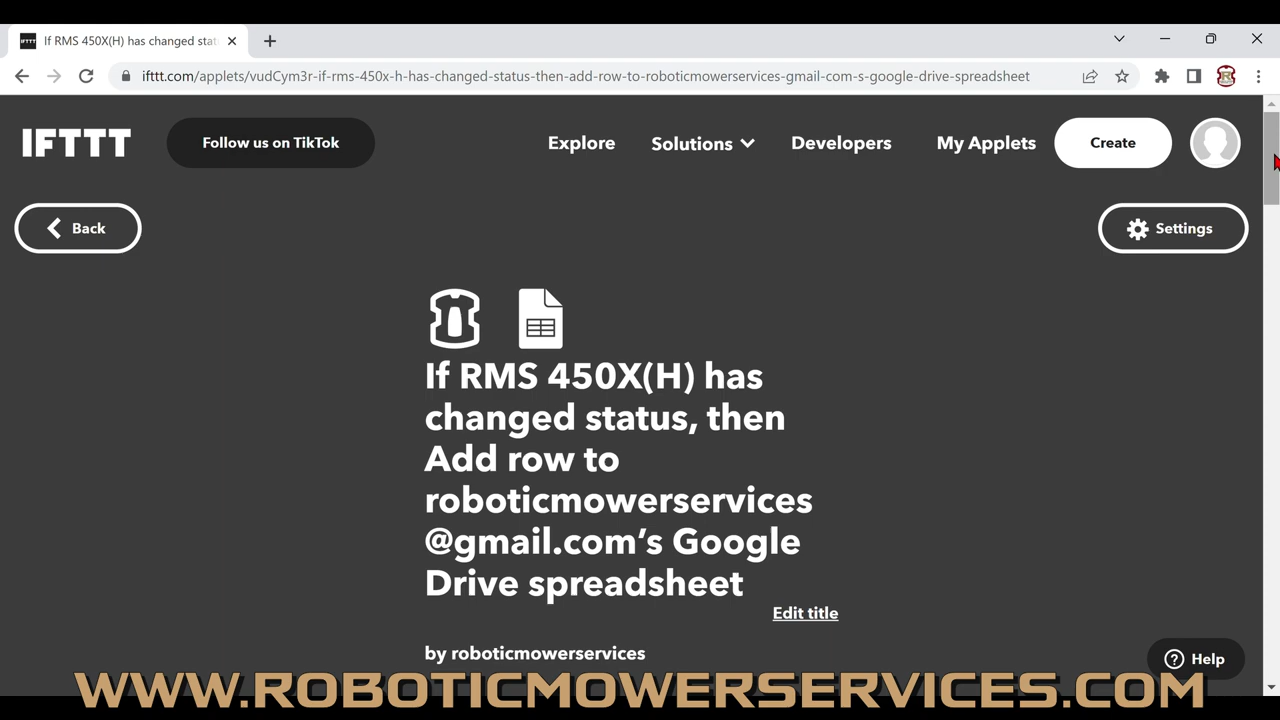 If RMS 450X(H) has changed stat
ifttt.com/applets/vudCym3r-if-rms-450x-h-has-changed-status-then-add-row-to-roboticmowerservices-gmail-com-s-google-drive-spreadsheet
IFTTT
Follow us on TikTok
Explore
Solutions
Developers
My Applets
Create
Back
Settings
If RMS 450X(H) has
changed status, then
Add row to
roboticmowerservices
@gmail.com’s Google
Drive spreadsheet
Edit title
by roboticmowerservices
Help
WWW.ROBOTICMOWERSERVICES.COM